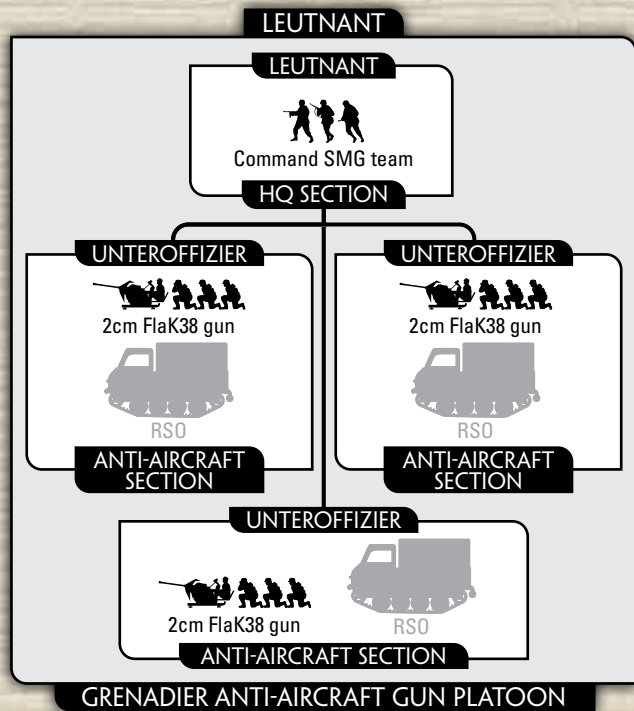 LEUTNANT
LEUTNANT
Command SMG team
HQ SECTION
UNTEROFFIZIER
2cm FlaK38 gun
RSO
ANTI-AIRCRAFT
SECTION
UNTEROFFIZIER
2cm FlaK38 gun
RSO
ANTI-AIRCRAFT
SECTION
UNTEROFFIZIER
2cm FlaK38 gun
RSO
ANTI-AIRCRAFT SECTION
GRENADIER ANTI-AIRCRAFT GUN PLATOON